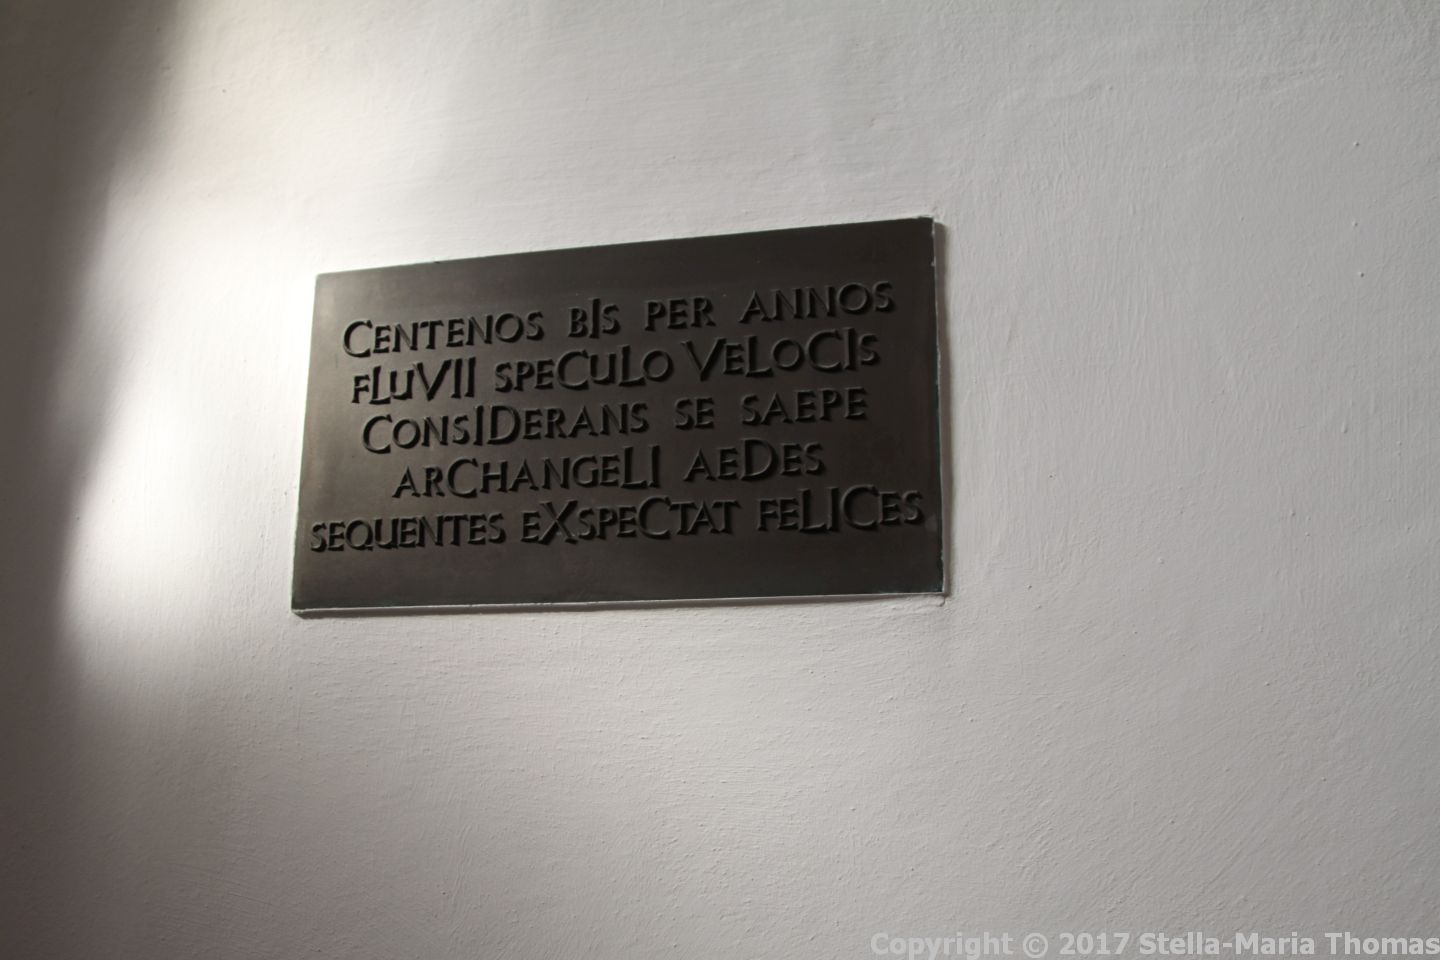 CENTENOS BIS PER ANNOS
FLUVII SPECULO VELOCIS
CONSIDERANS SE SAEPE
ARCHANGELI AEDES
SEQUENTES EXSPECTAT FELICES
Copyright © 2017 Stella-Maria Thomas